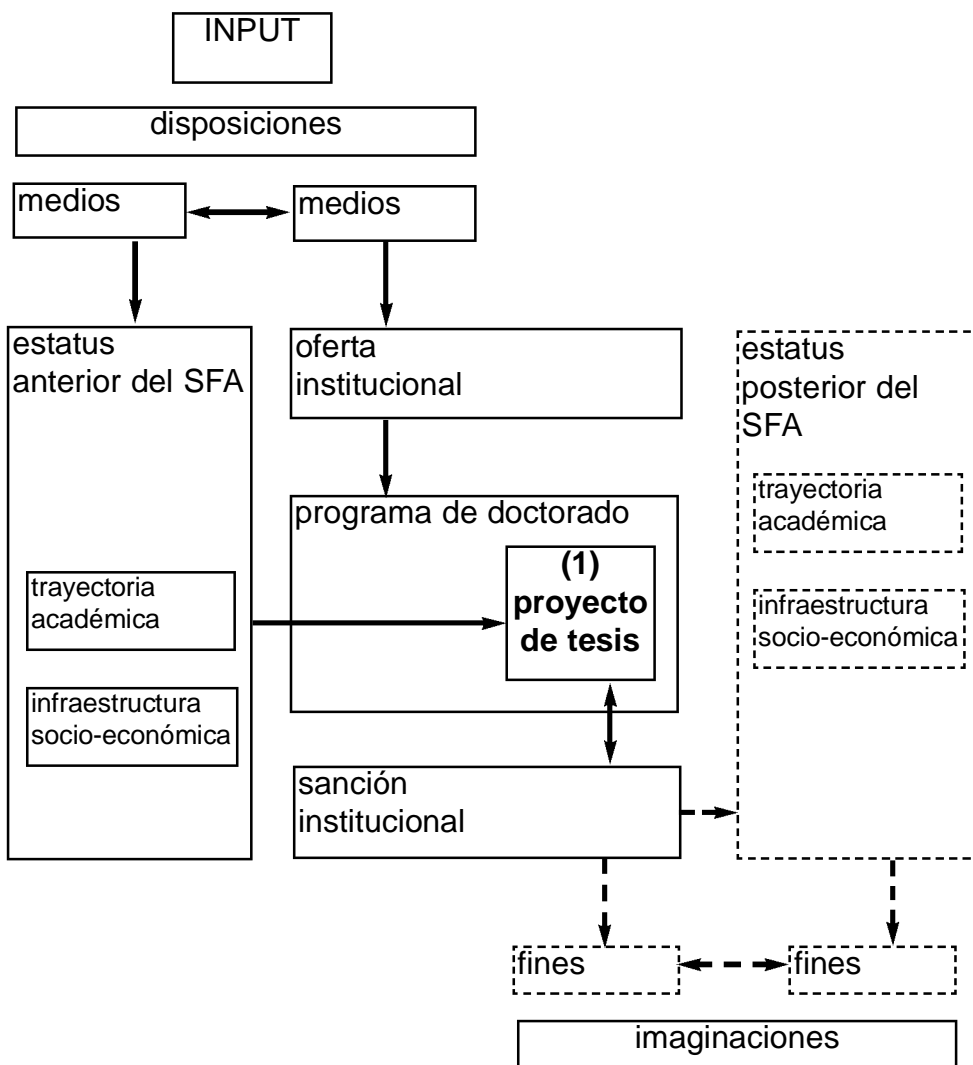 INPUT
disposiciones
medios
medios
estatus
anterior del SFA
trayectoria
académica
infraestructura
socio-económica
oferta
institucional
programa de doctorado
(1)
proyecto
de tesis
sanción
institucional
estatus
posterior del
SFA
trayectoria
académica
infraestructura
socio-económica
fines
fines
imaginaciones